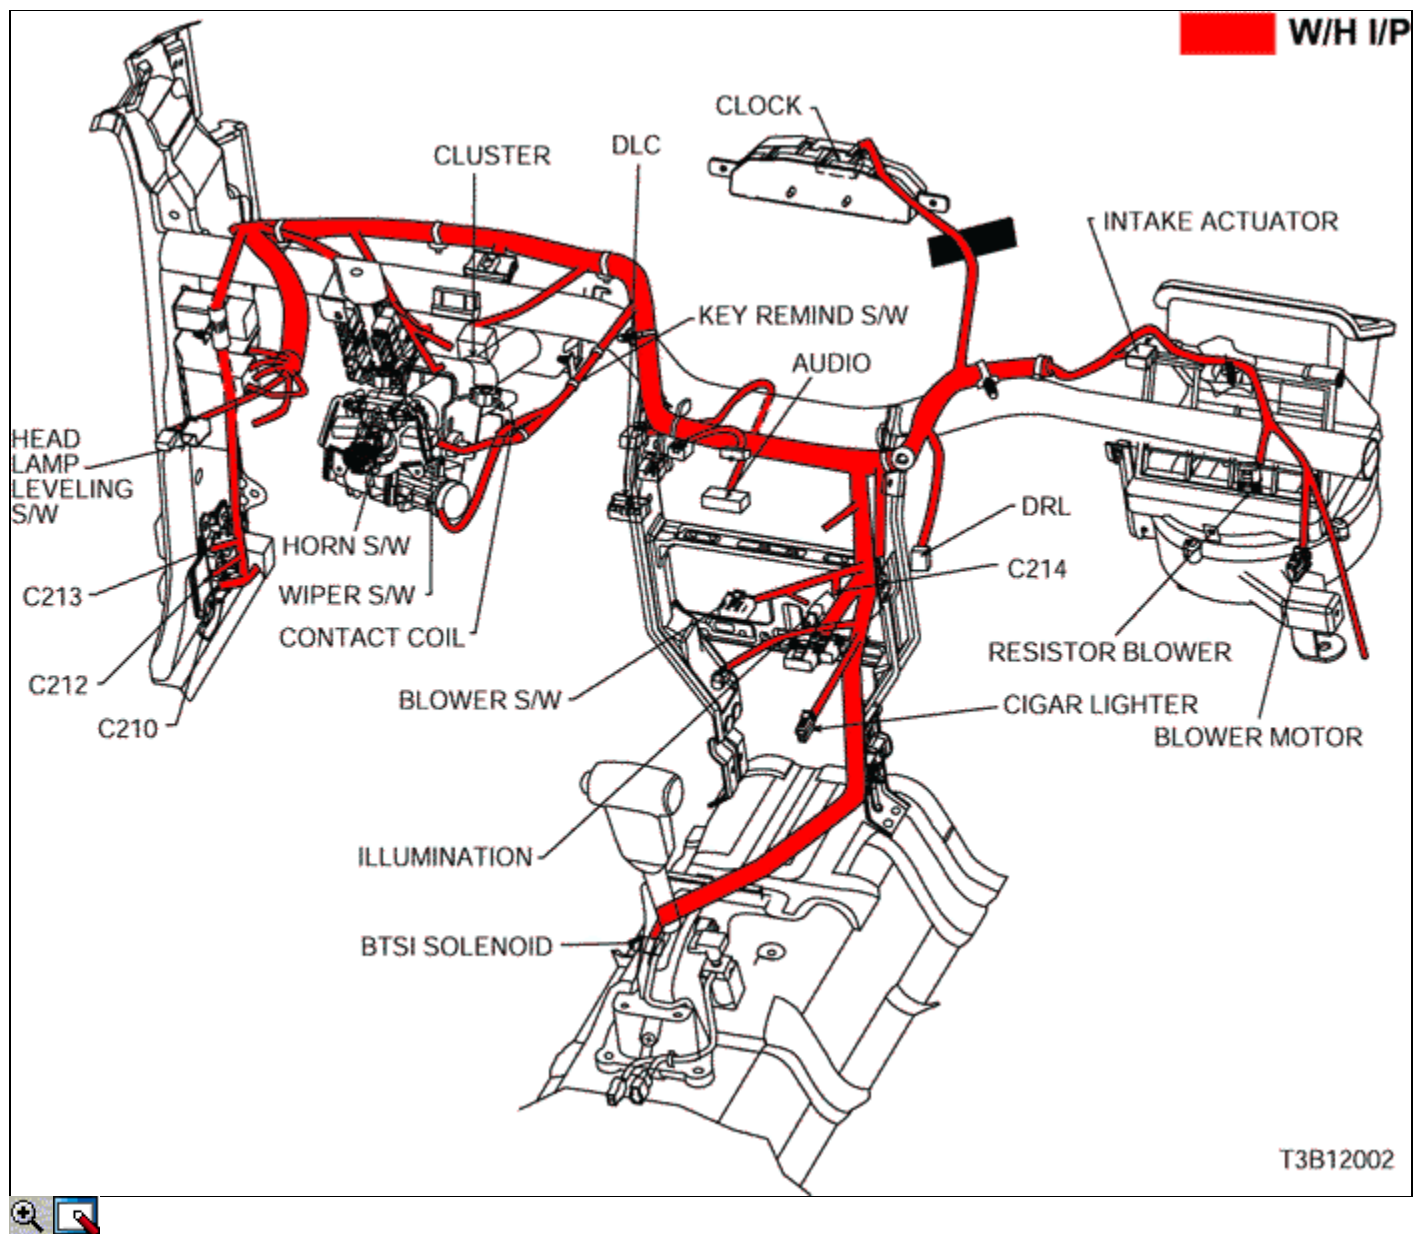 W/H I/P
CLOCK
DLC
CLUSTER
INTAKE ACTUATOR
KEY REMIND S/W
AUDIO
HEAD
LAMP
LEVELING
S/W
DRL
HORN S/W
C214
C213
WIPER S/W
CONTACT COIL
RESISTOR BLOWER
C212
BLOWER S/W
CIGAR LIGHTER
C210
BLOWER MOTOR
ILLUMINATION
BTSI SOLENOID
T3B12002